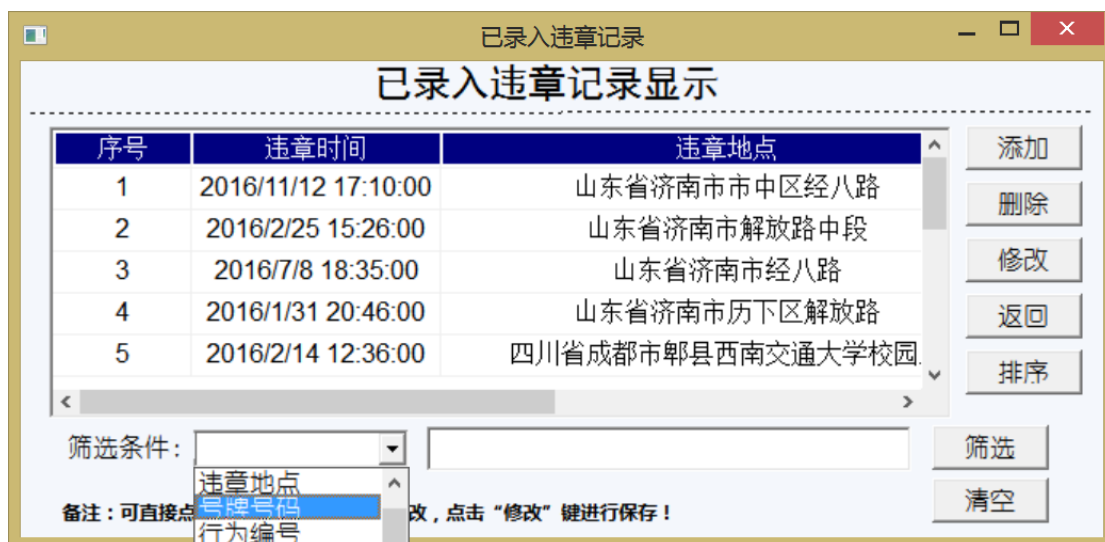 已录入违章记录
已录入违章记录显示
序号 违章时间 违章地点
1 2016/11/12 17:10:00 山东省济南市市中区经八路
2 2016/2/25 15:26:00 山东省济南市解放路中段
3 2016/7/8 18:35:00 山东省济南市经八路
4 2016/1/31 20:46:00 山东省济南市历下区解放路
5 2016/2/14 12:36:00 四川省成都市郫县西南交通大学校园
添加
删除
修改
返回
排序
筛选条件：
筛选
违章地点
号牌号码
行为编号
备注：可直接点 改，点击“修改”键进行保存！
清空